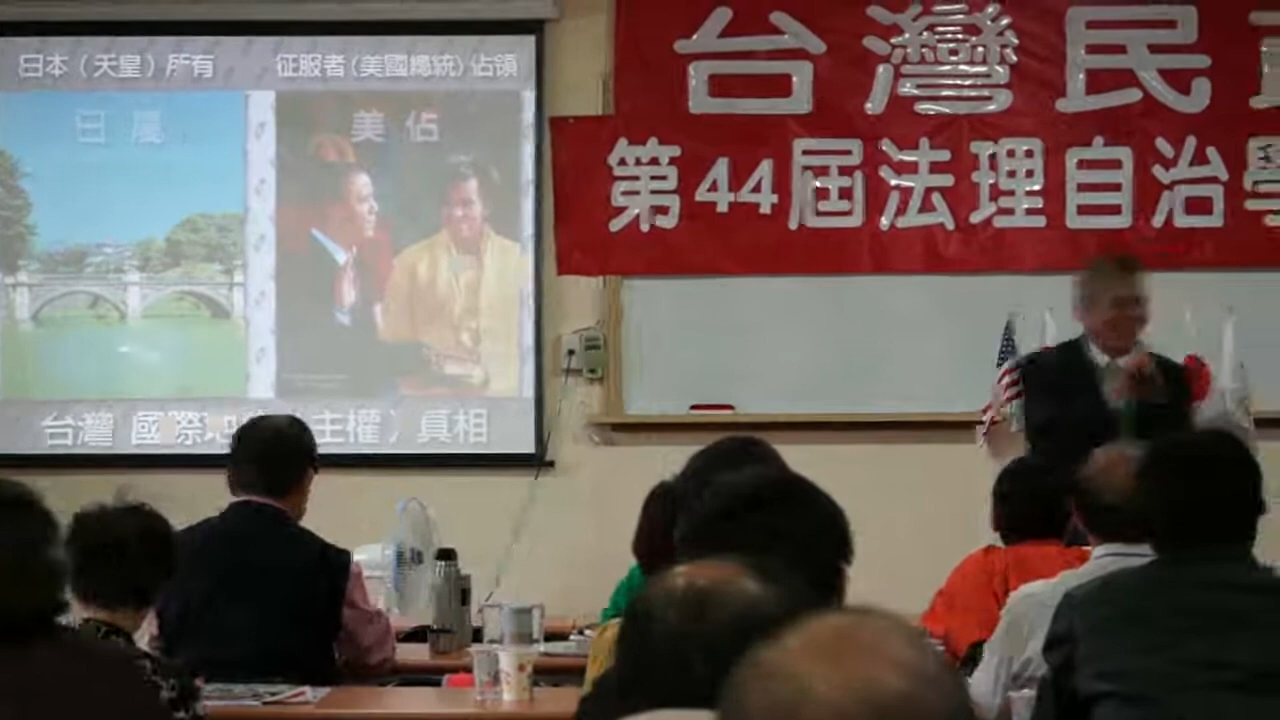 日本（天皇）所有
征服者（美國總統）佔領
日屬
美佔
台灣 國際地 主權）真相
台灣民
第44屆法理自治學